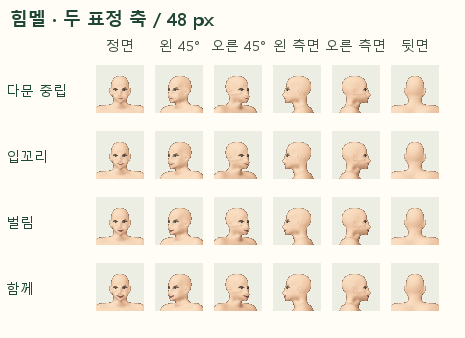 힘멜 · 두 표정 축 / 48 px
정면 왼 45° 오른 45° 왼 측면 오른 측면 뒷면
다문 중립
입꼬리
벌림
함께